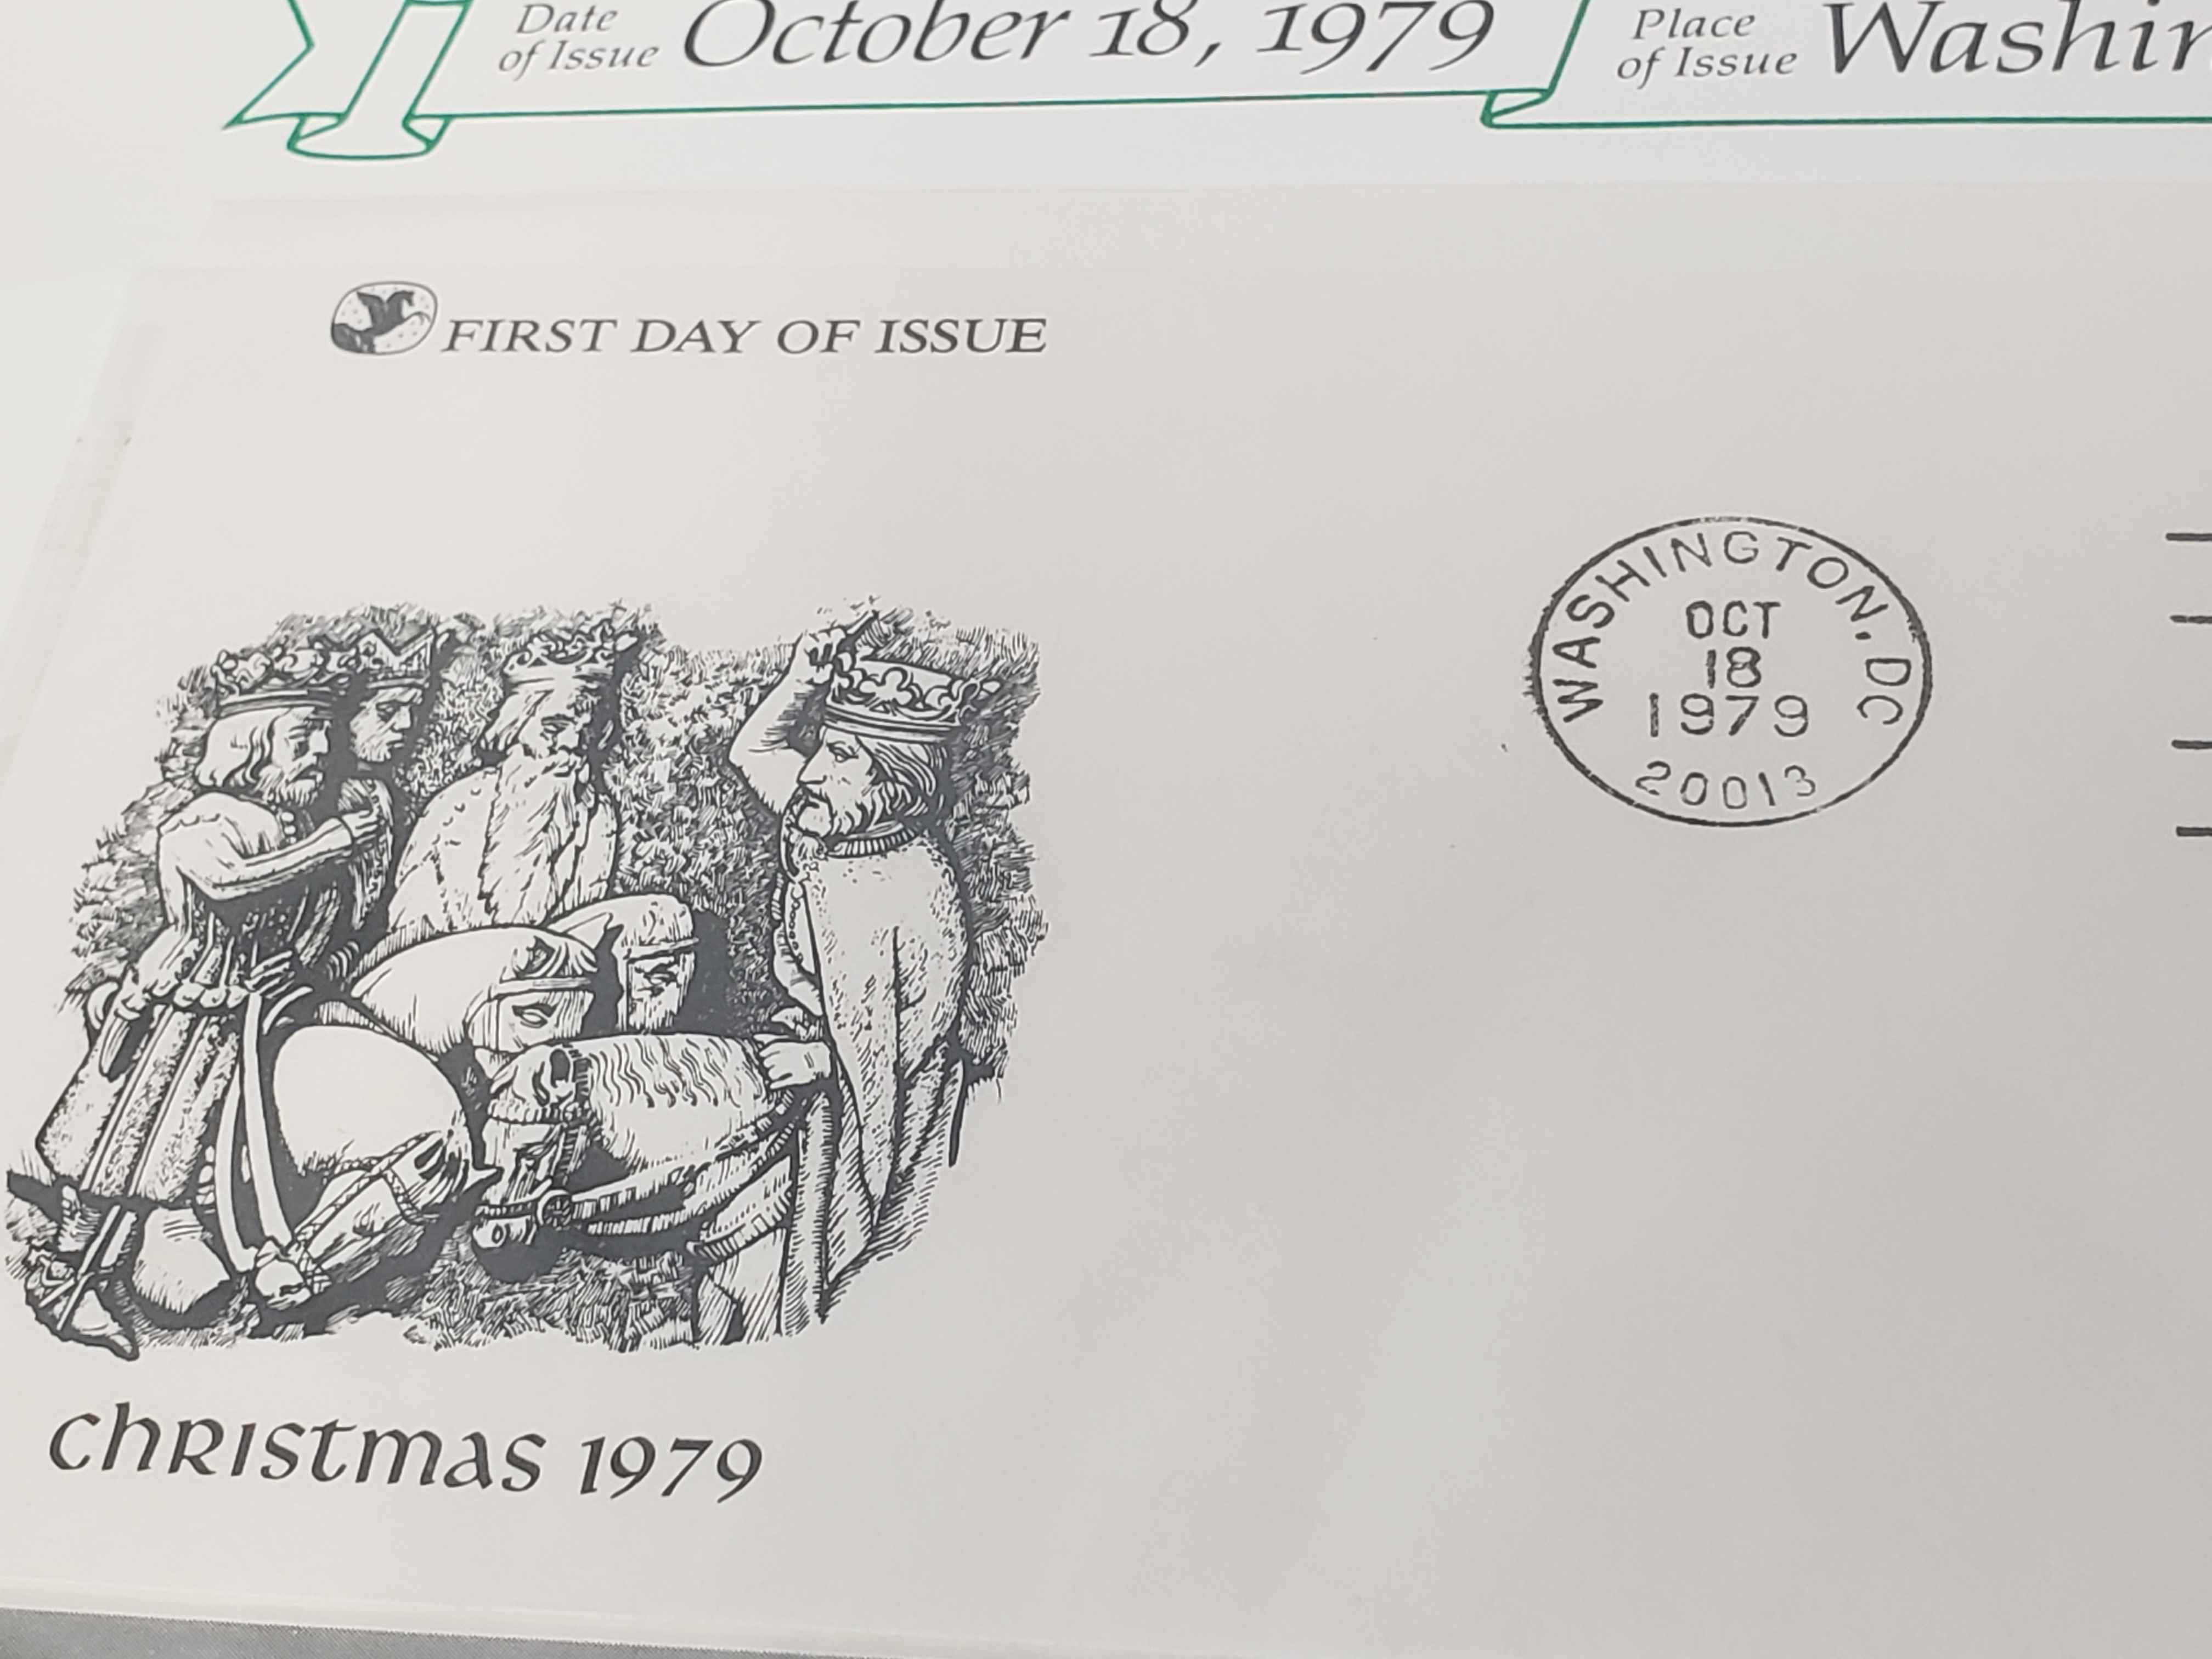 Date
of Issue
October 18, 1979
Place
of Issue
FIRST DAY OF ISSUE
WASHINGTON, DC
OCT
18
1979
20013
chRIstmas 1979